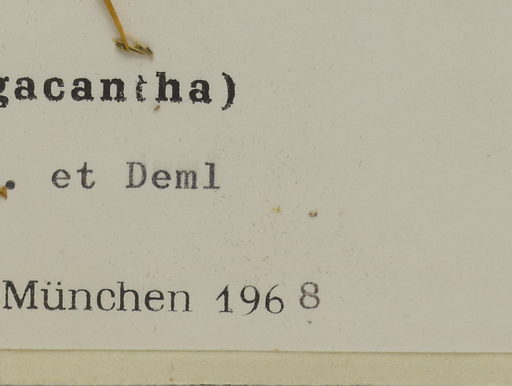 gacantha)
. et Deml
München 1968